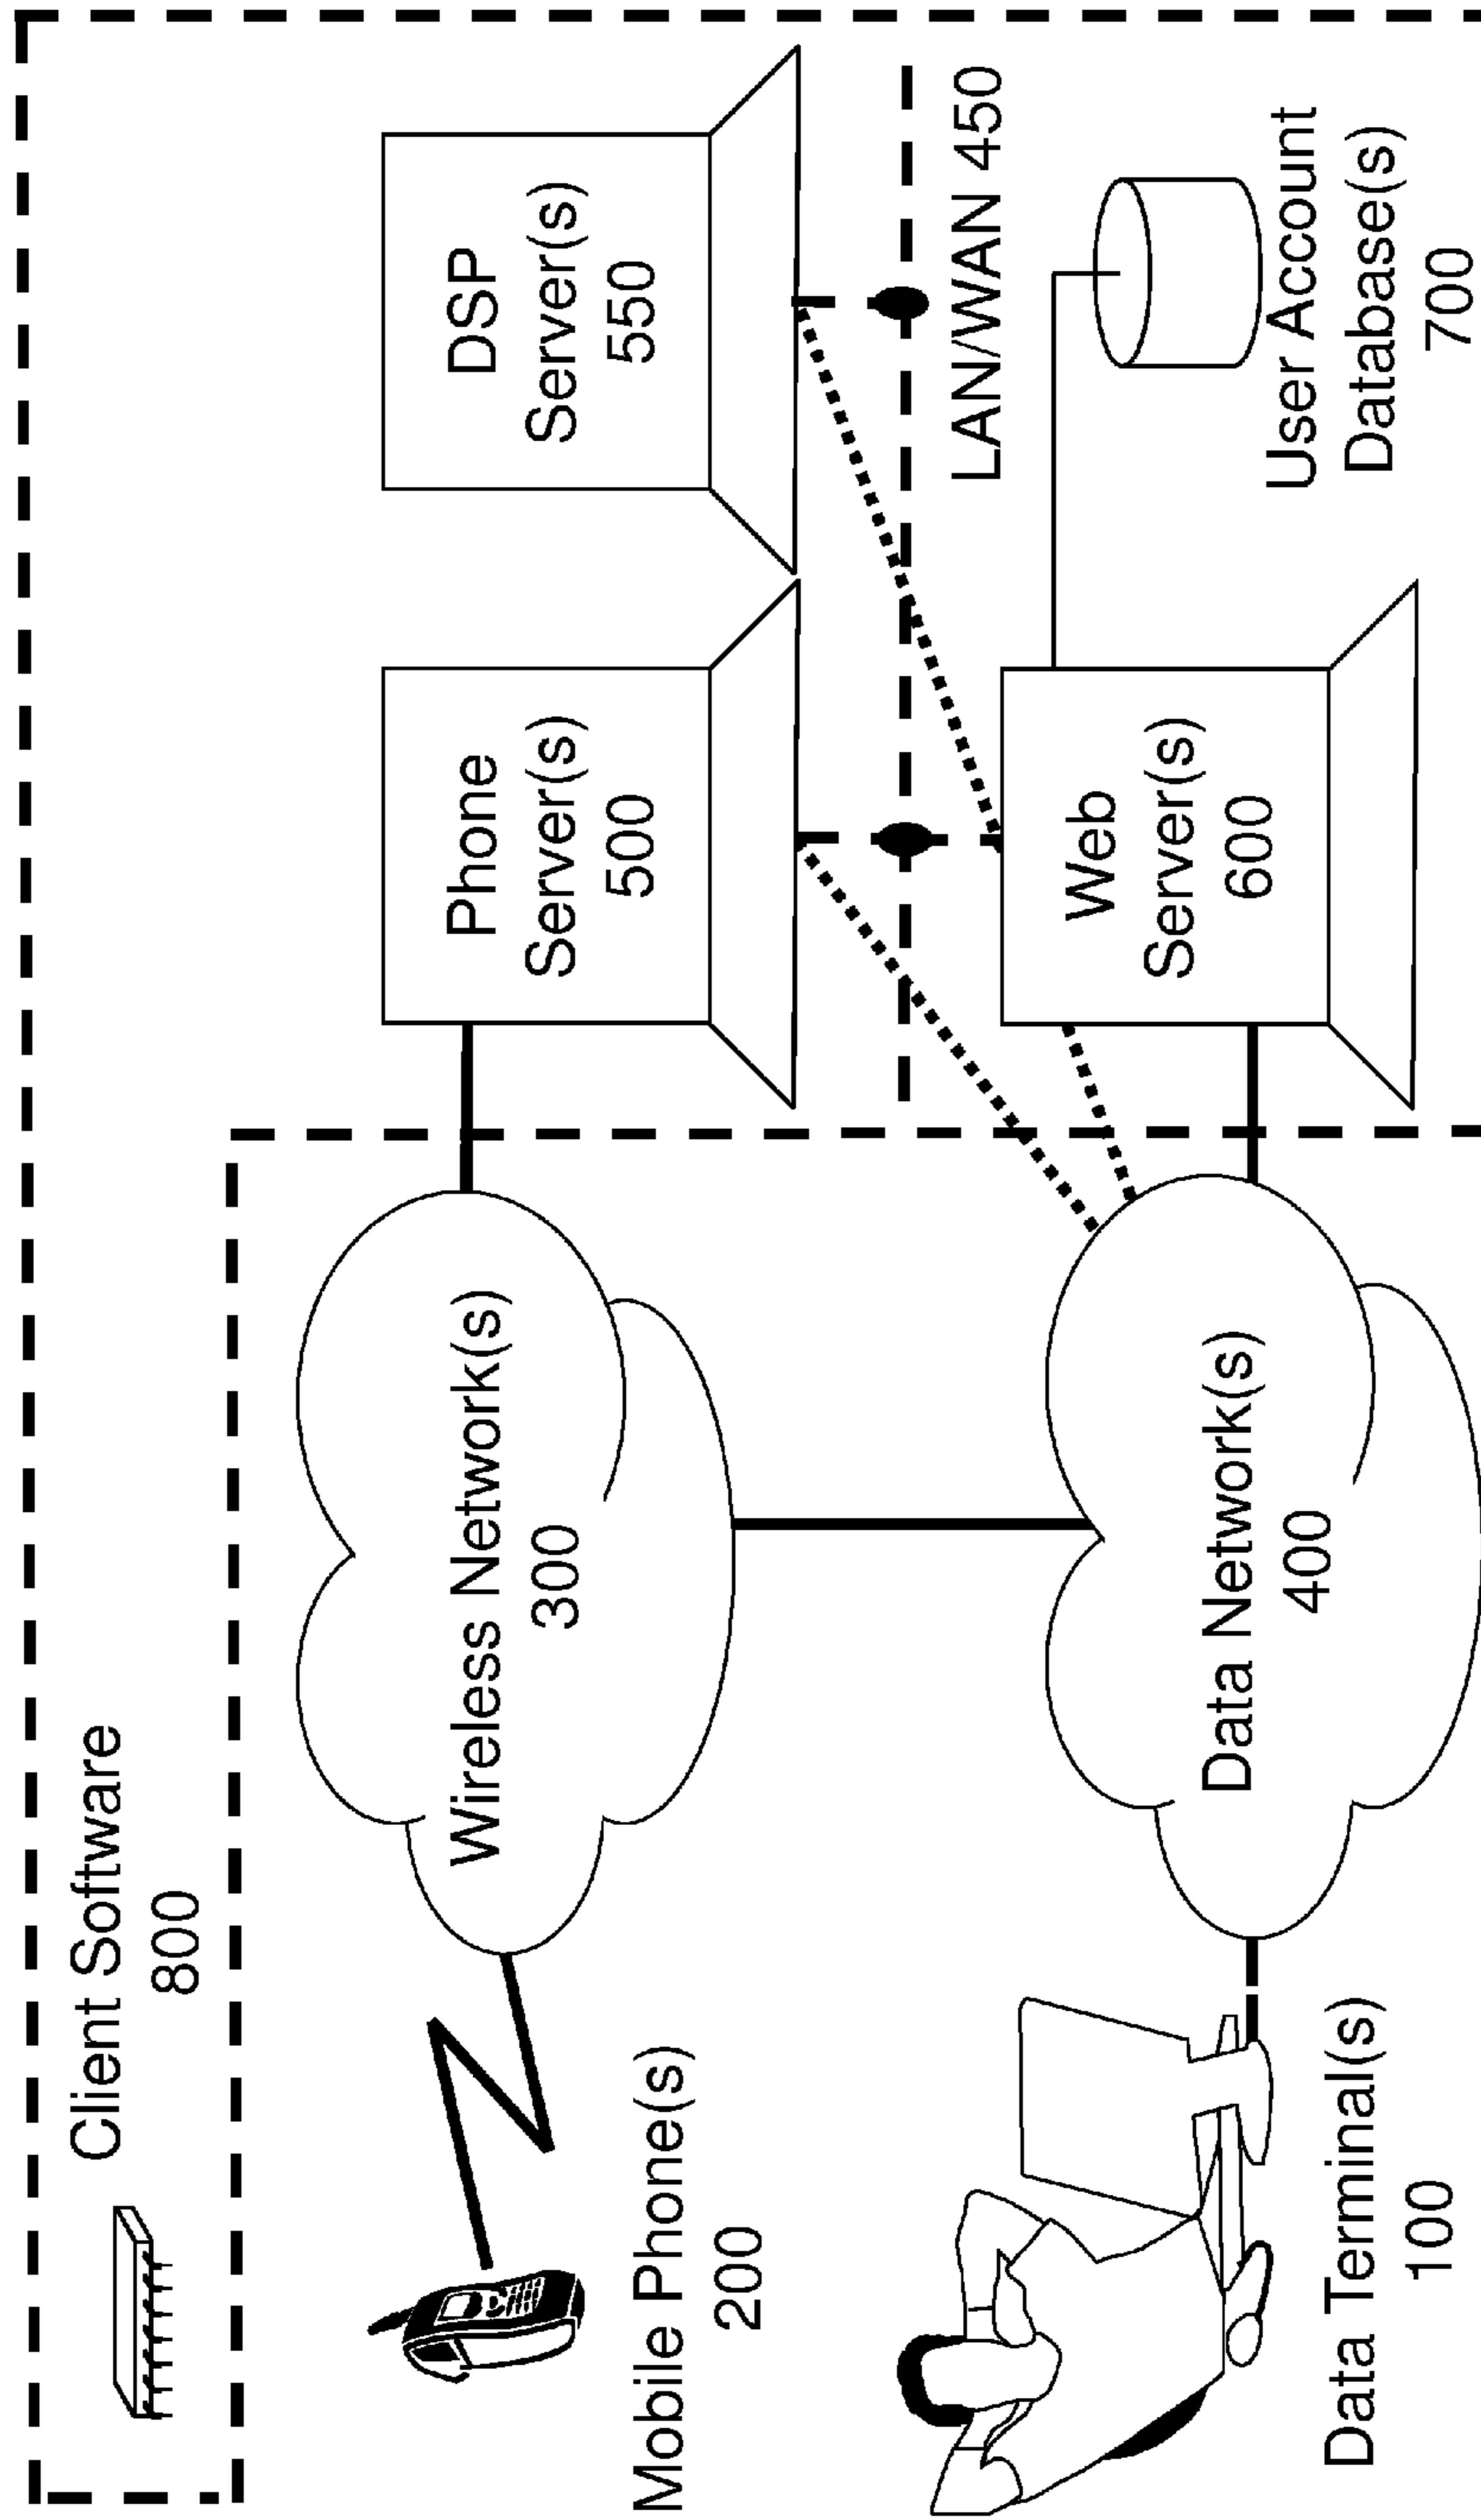 Client Software
800
Mobile Phone(s)
200
Wireless Network(s)
300
Phone
Server(s)
500
DSP
Server(s)
550
LAN/WAN 450
Data Terminal(s)
100
Data Network(s)
400
Web
Server(s)
600
User Account
Database(s)
700